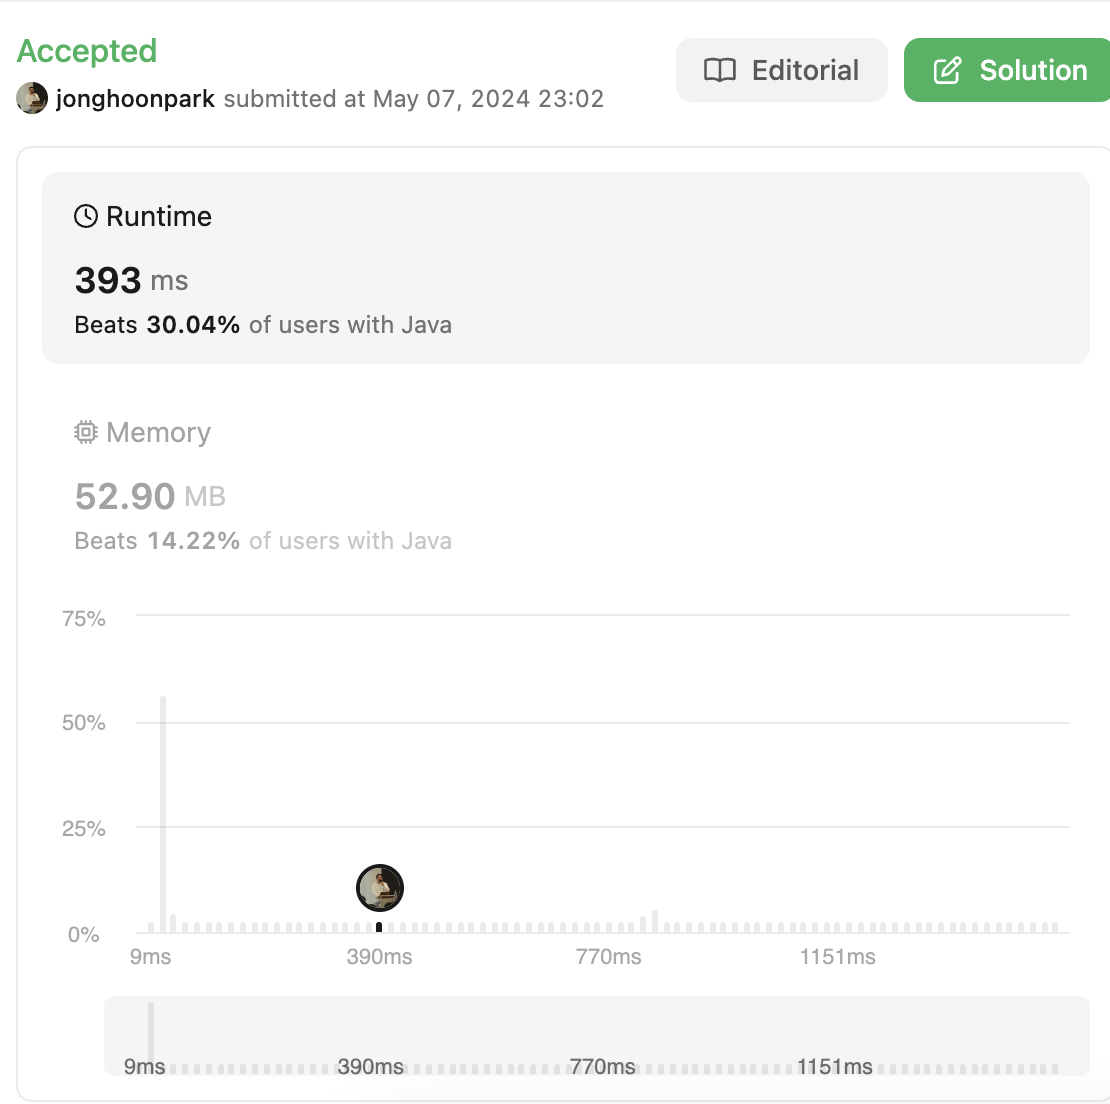 Accepted
jonghoonpark submitted at May 07, 2024 23:02
Editorial
Solution
Runtime
393 ms
Beats 30.04% of users with Java
Memory
52.90 MB
Beats 14.22% of users with Java
75%
50%
25%
0%
9ms 390ms 770ms 1151ms
9ms 390ms 770ms 1151ms